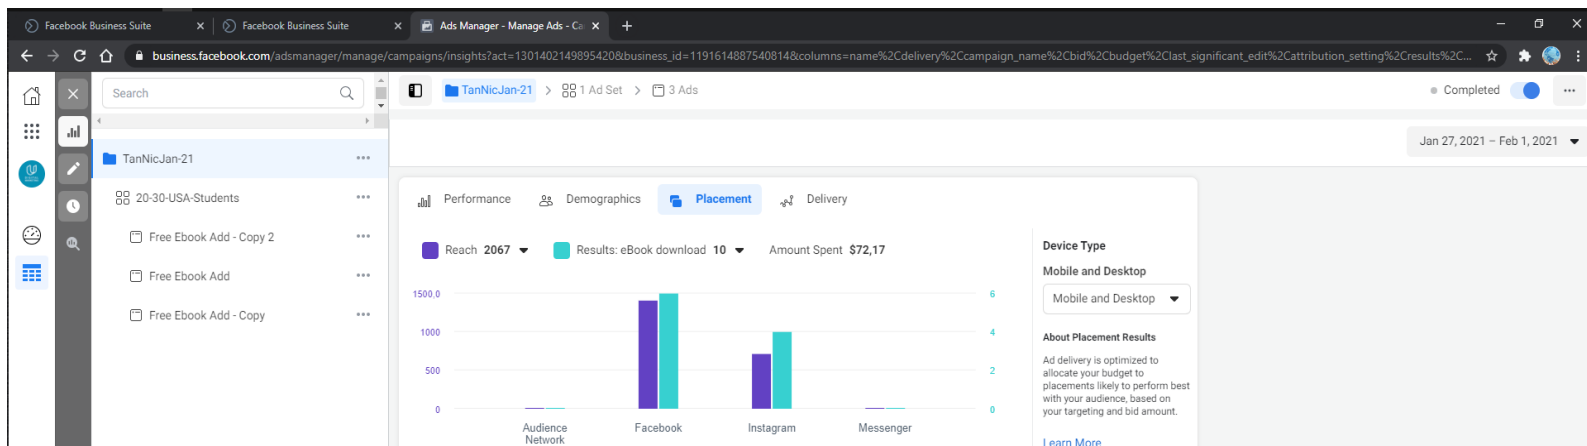 Facebook Business Suite
Facebook Business Suite
Ads Manager - Manage Ads - Ca
business.facebook.com/adsmanager/manage/campaigns/insights?act=1301402149895420&business_id=1191614887540814&columns=name%2Cdelivery%2Ccampaign_name%2Cbid%2Cbudget%2Clast_significant_edit%2Cattribution_setting%2Cresults%2C...
Search
TanNicJan-21 > 1 Ad Set > 3 Ads
Completed
Jan 27, 2021 – Feb 1, 2021
TanNicJan-21
20-30-USA-Students
Free Ebook Add - Copy 2
Free Ebook Add
Free Ebook Add - Copy
Performance
Demographics
Placement
Delivery
Reach 2067
Results: eBook download 10
Amount Spent $72,17
1500,0
1000
500
0
6
4
2
0
Audience
Network
Facebook
Instagram
Messenger
Device Type
Mobile and Desktop
Mobile and Desktop
About Placement Results
Ad delivery is optimized to
allocate your budget to
placements likely to perform best
with your audience, based on
your targeting and bid amount.
Learn More